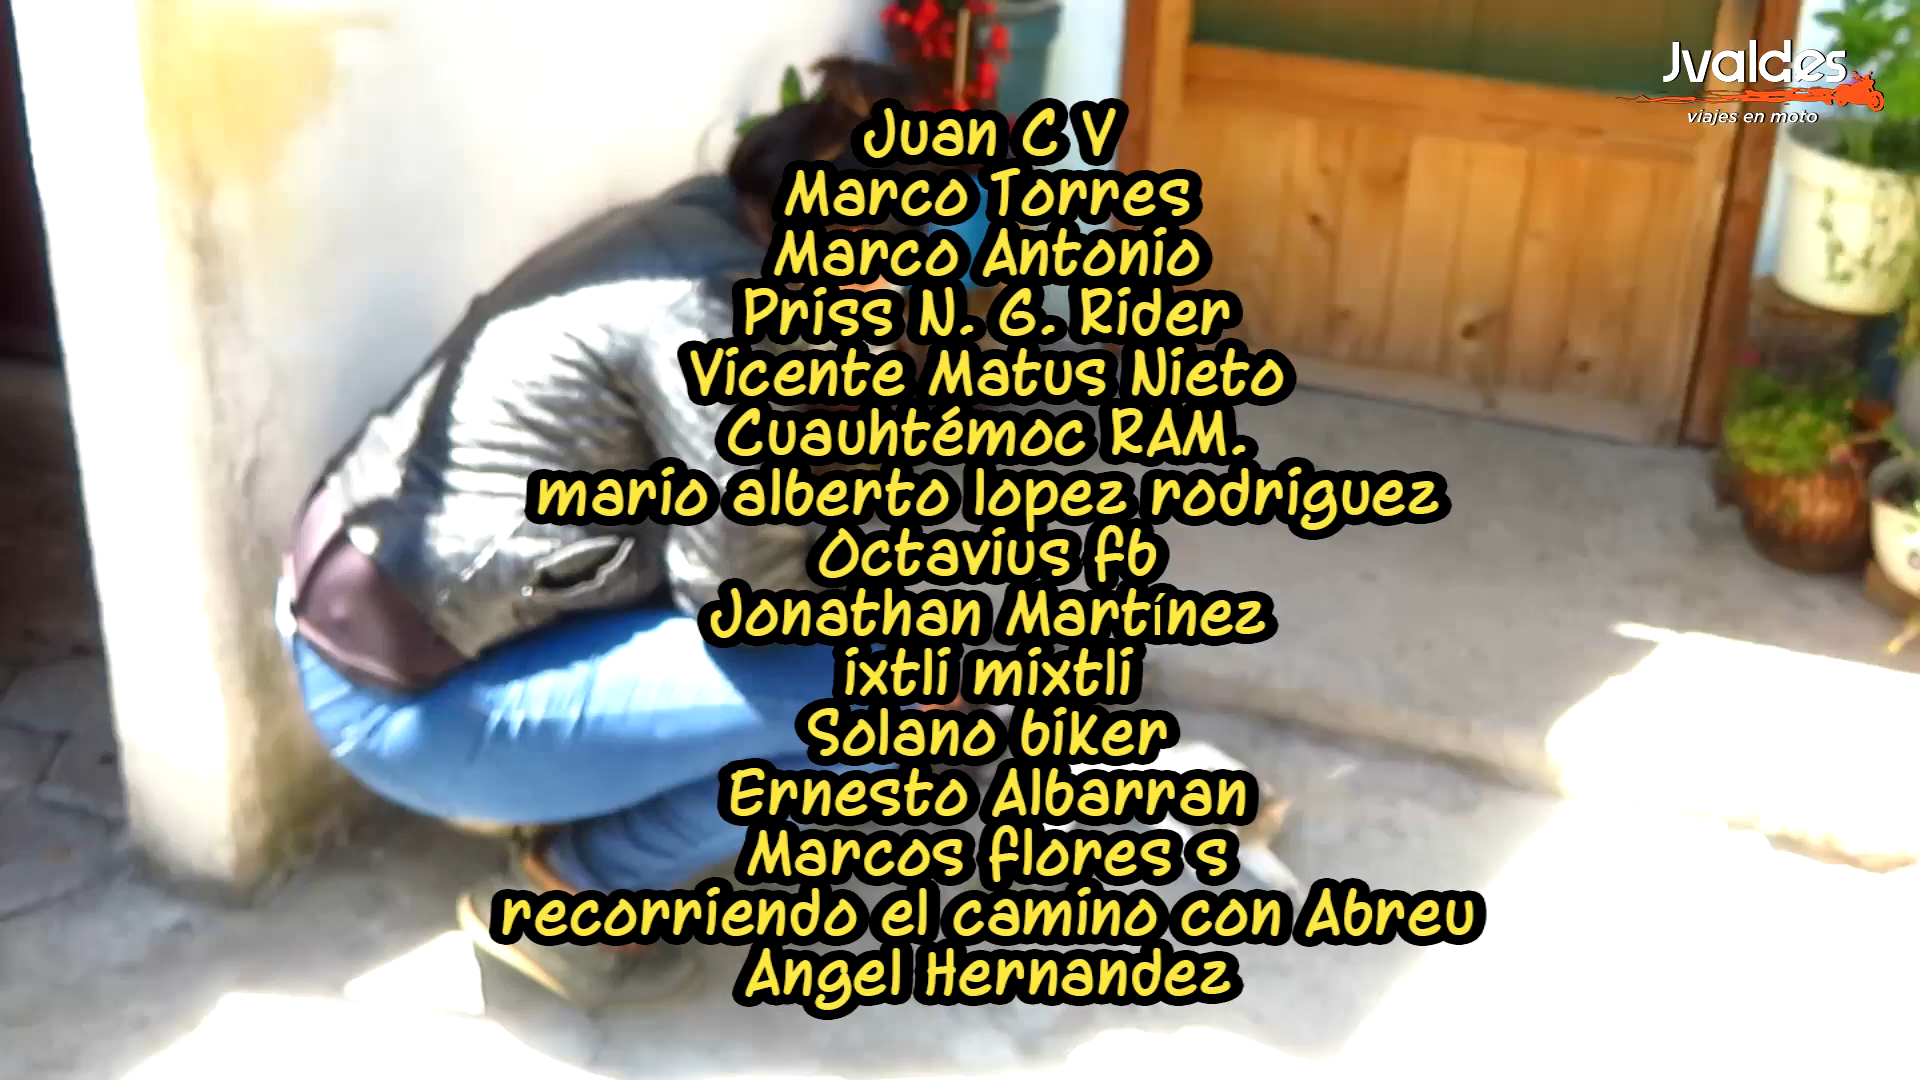 Jvaldes
viajes en moto
Juan C V
Marco Torres
Marco Antonio
Priss N. G. Rider
Vicente Matus Nieto
Cuauhtémoc RAM.
mario alberto lopez rodriguez
Octavius fb
Jonathan Martínez
ixtli mixtli
Solano biker
Ernesto Albarran
Marcos flores s
recorriendo el camino con Abreu
Angel Hernandez